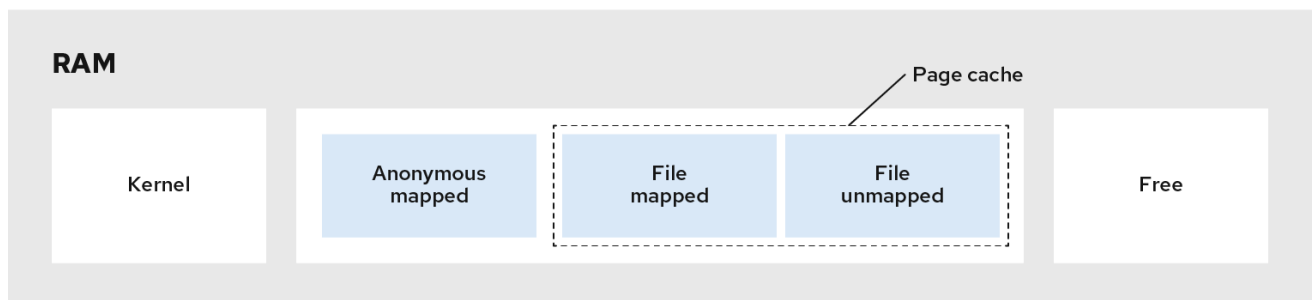 RAM
Page cache
Kernel
Anonymous
mapped
File
mapped
File
unmapped
Free